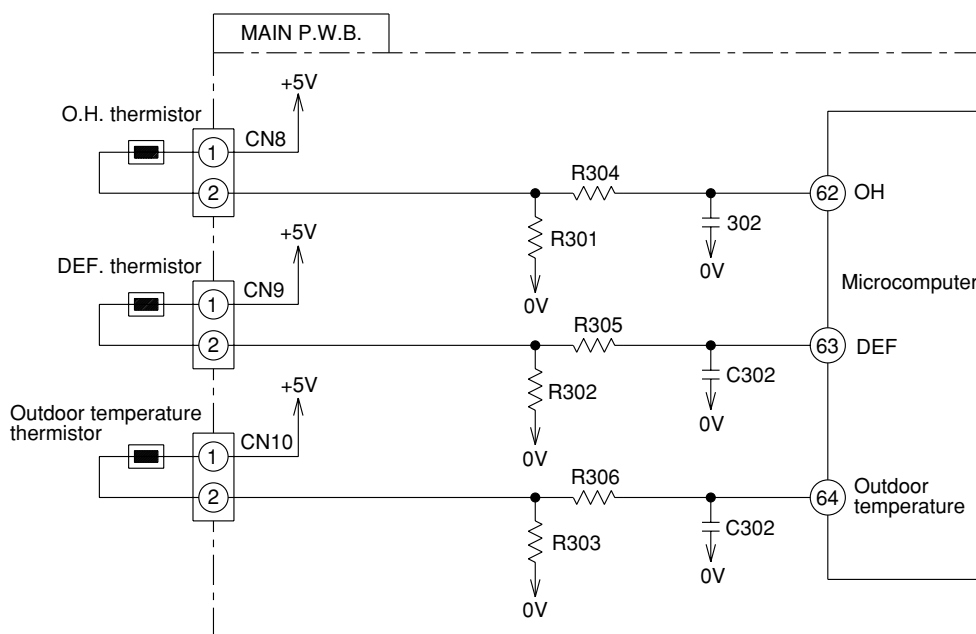 MAIN P.W.B.
+5V
O.H. thermistor
CN8
1
2
R304
62
OH
R301
302
0V
0V
+5V
DEF. thermistor
CN9
1
2
Microcomputer
R305
63
DEF
R302
C302
0V
0V
+5V
Outdoor temperature
thermistor
CN10
1
2
R306
64
Outdoor
temperature
R303
C302
0V
0V